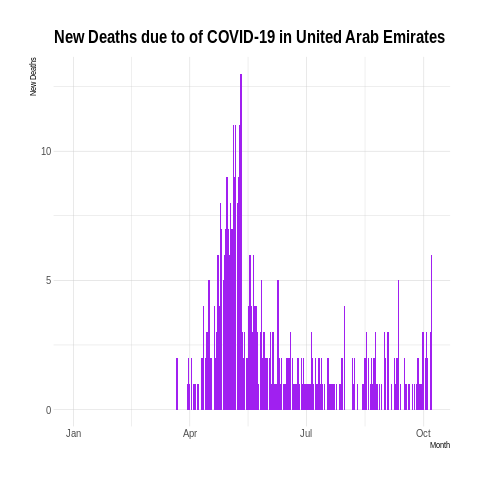 New Deaths due to of COVID-19 in United Arab Emirates
New Deaths
10
5
0
Jan Apr Jul Oct
Month